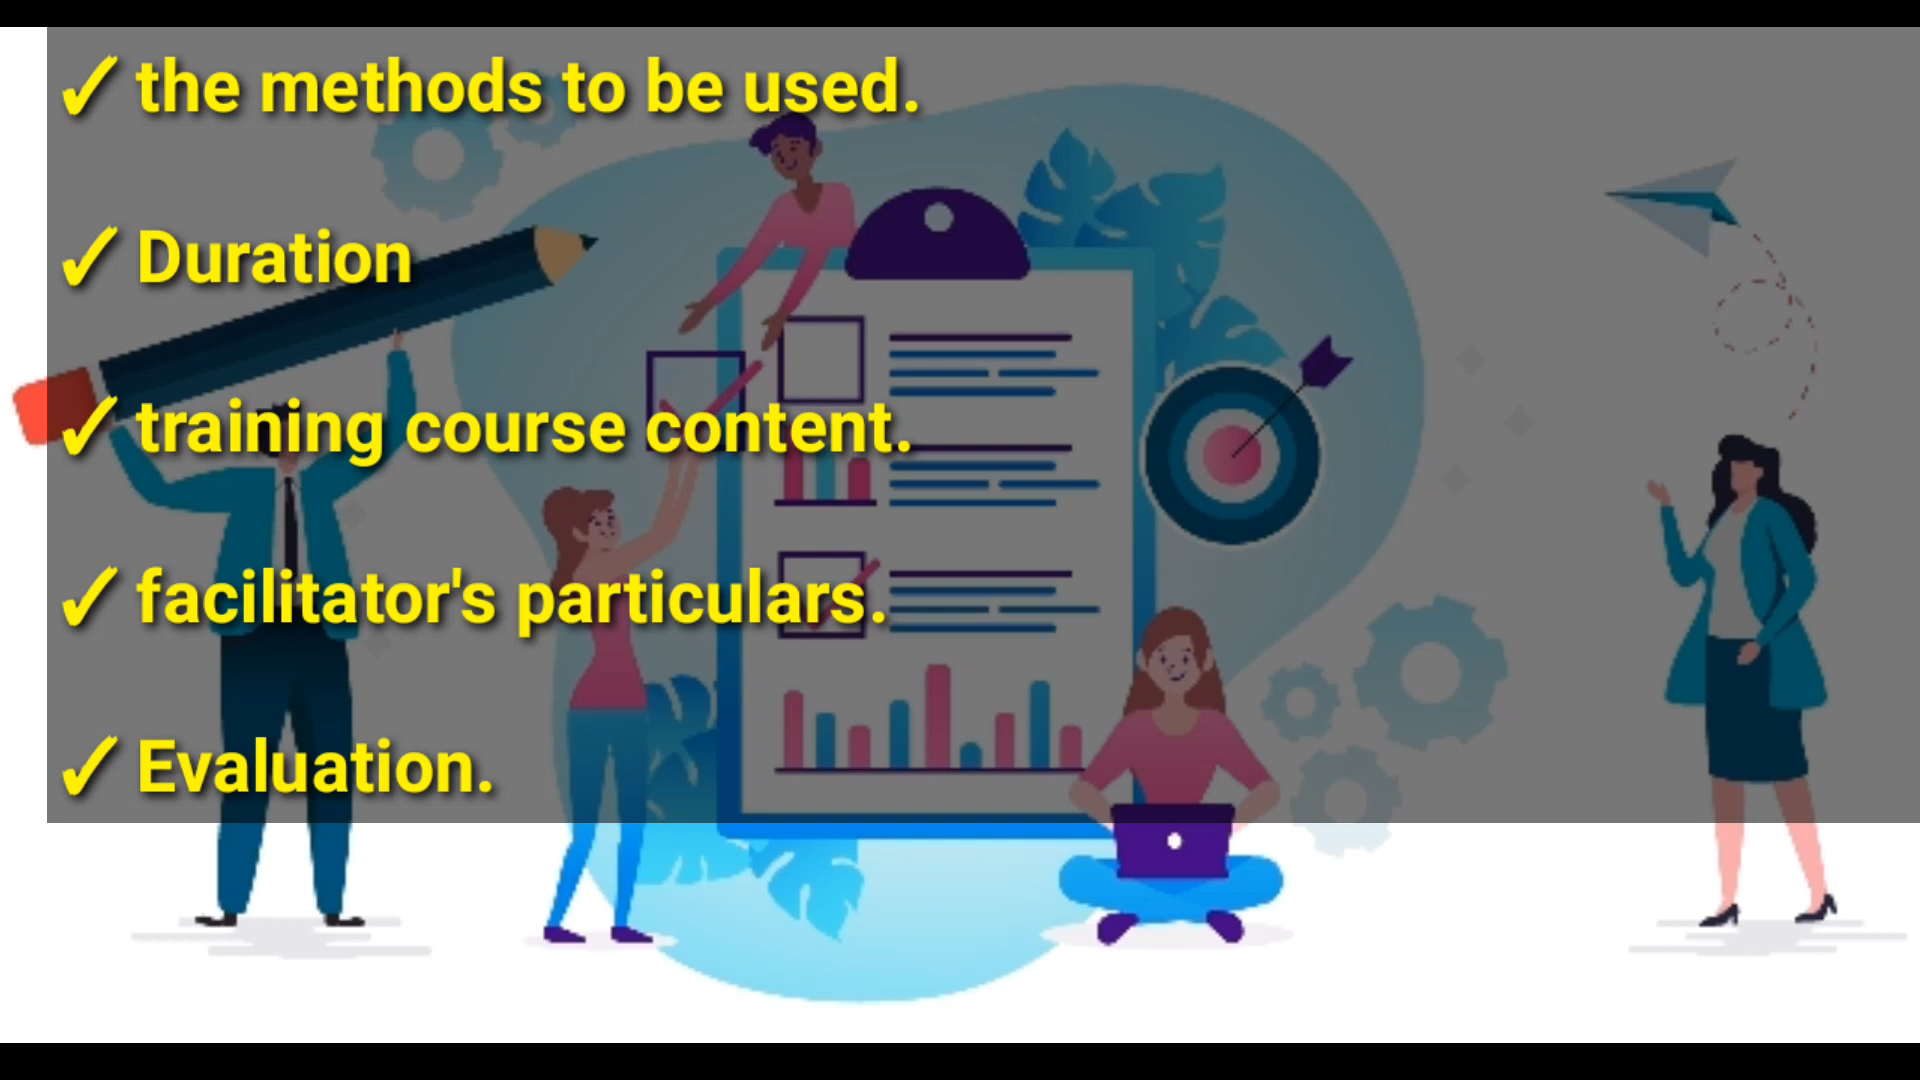 ✓ the methods to be used.
✓ Duration
✓ training course content.
✓ facilitator's particulars.
✓ Evaluation.